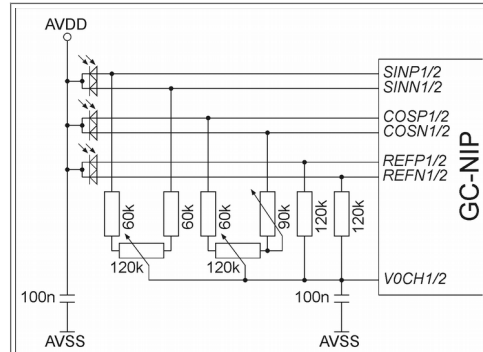 AVDD
SINP1/2
SINN1/2
COSP1/2
COSN1/2
REFP1/2
REFN1/2
GC-NIP
60k
60k
60k
90k
120k
120k
120k
120k
V0CH1/2
100n
100n
AVSS
AVSS